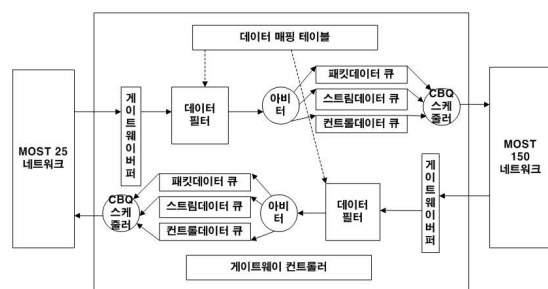 데이터 매핑 테이블
MOST 25
네트워크
게이트웨이버퍼
데이터
필터
아비
터
패킷데이터 큐
스트림데이터 큐
컨트롤데이터 큐
CBQ
스케
줄러
MOST
150
네트워크
CBQ
스케
줄러
패킷데이터 큐
스트림데이터 큐
컨트롤데이터 큐
아비
터
데이터
필터
게이트웨이버퍼
게이트웨이 컨트롤러